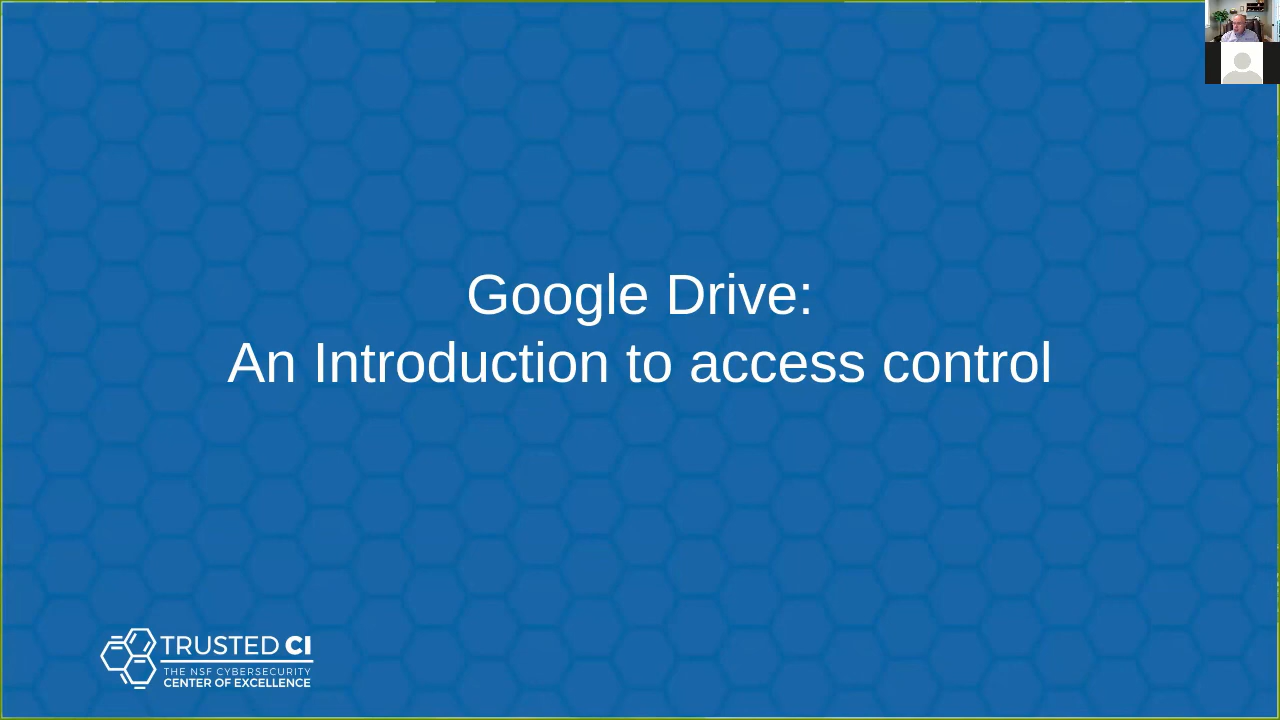 Google Drive:
An Introduction to access control
TRUSTED CI
THE NSF CYBERSECURITY
CENTER OF EXCELLENCE